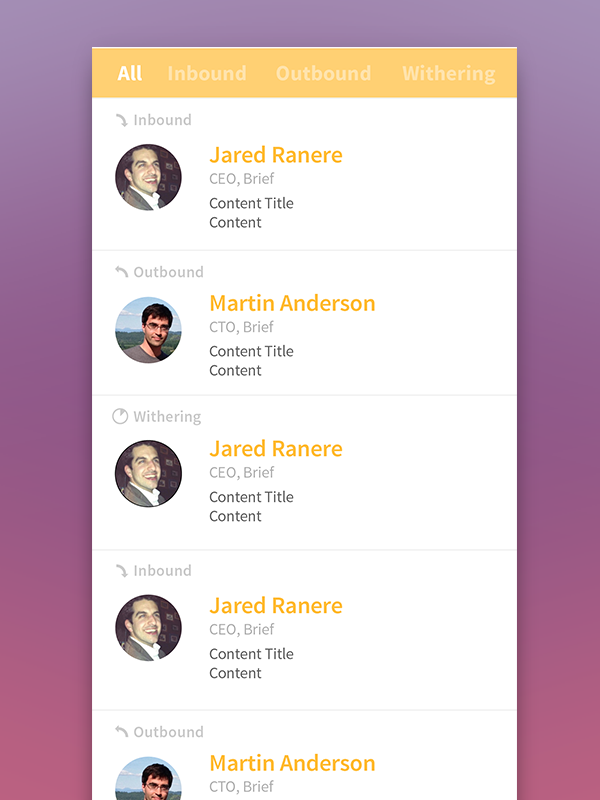 All Inbound Outbound Withering
Inbound
Jared Ranere
CEO, Brief
Content Title
Content
Outbound
Martin Anderson
CTO, Brief
Content Title
Content
Withering
Jared Ranere
CEO, Brief
Content Title
Content
Inbound
Jared Ranere
CEO, Brief
Content Title
Content
Outbound
Martin Anderson
CTO, Brief